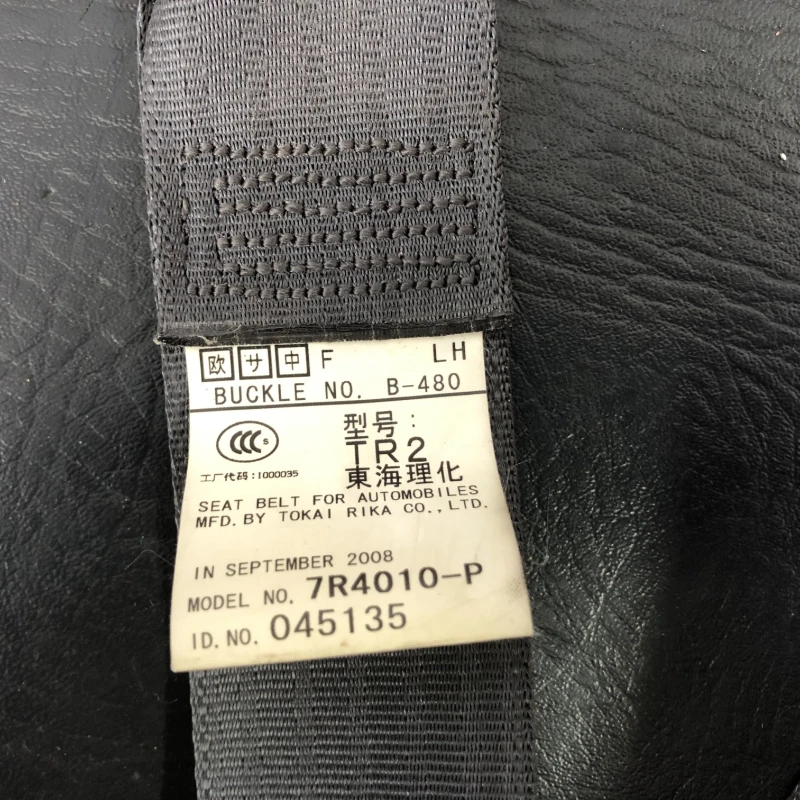 欧 サ 中 F LH
BUCKLE NO. B-480
CCC S
型号:
TR2
東海理化
工厂代码:1000035
SEAT BELT FOR AUTOMOBILES
MFD. BY TOKAI RIKA CO.,LTD.
IN SEPTEMBER 2008
MODEL NO. 7R4010-P
ID.NO. 045135